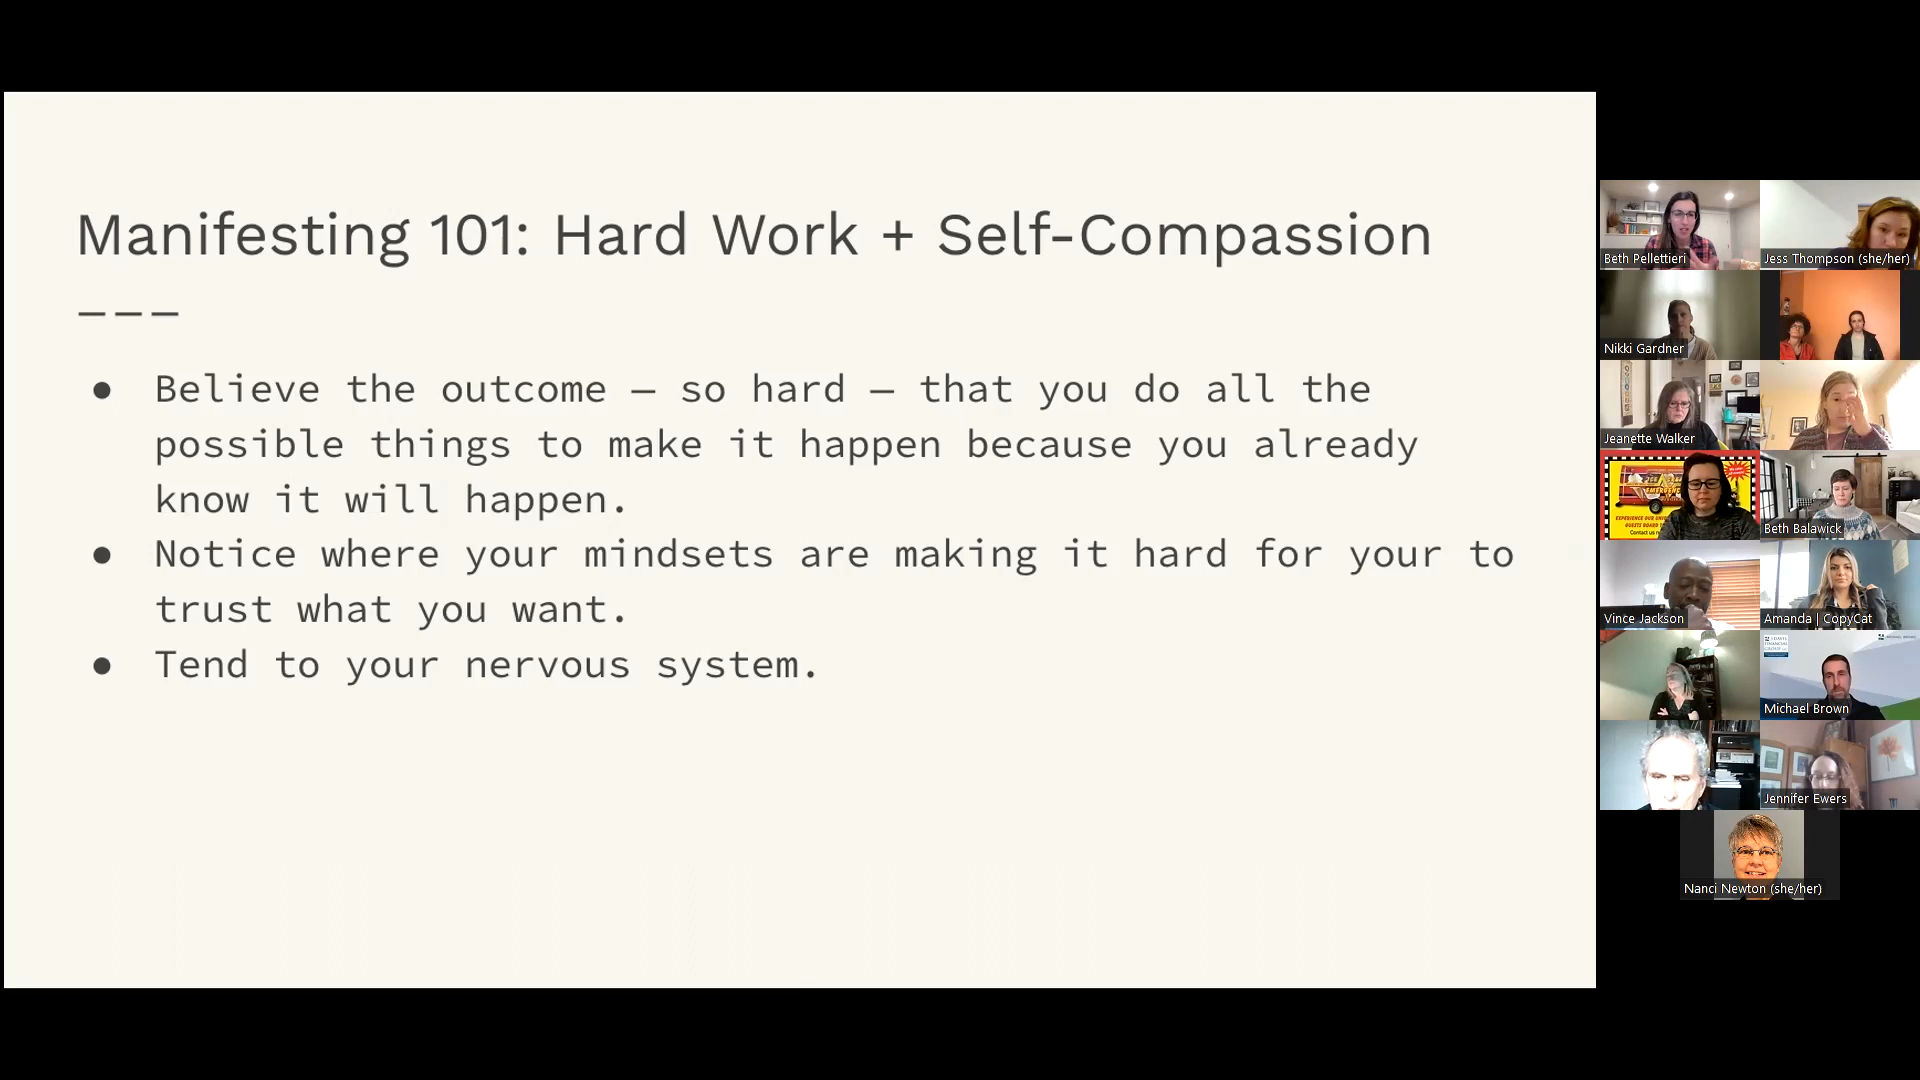 Manifesting 101: Hard Work + Self-Compassion
● Believe the outcome — so hard — that you do all the
possible things to make it happen because you already
know it will happen.
● Notice where your mindsets are making it hard for your to
trust what you want.
● Tend to your nervous system.
Beth Pellettieri
Jess Thompson (she/her)
Nikki Gardner
Jeanette Walker
Beth Balawick
Vince Jackson
Amanda | CopyCat
Michael Brown
Jennifer Ewers
Nanci Newton (she/her)